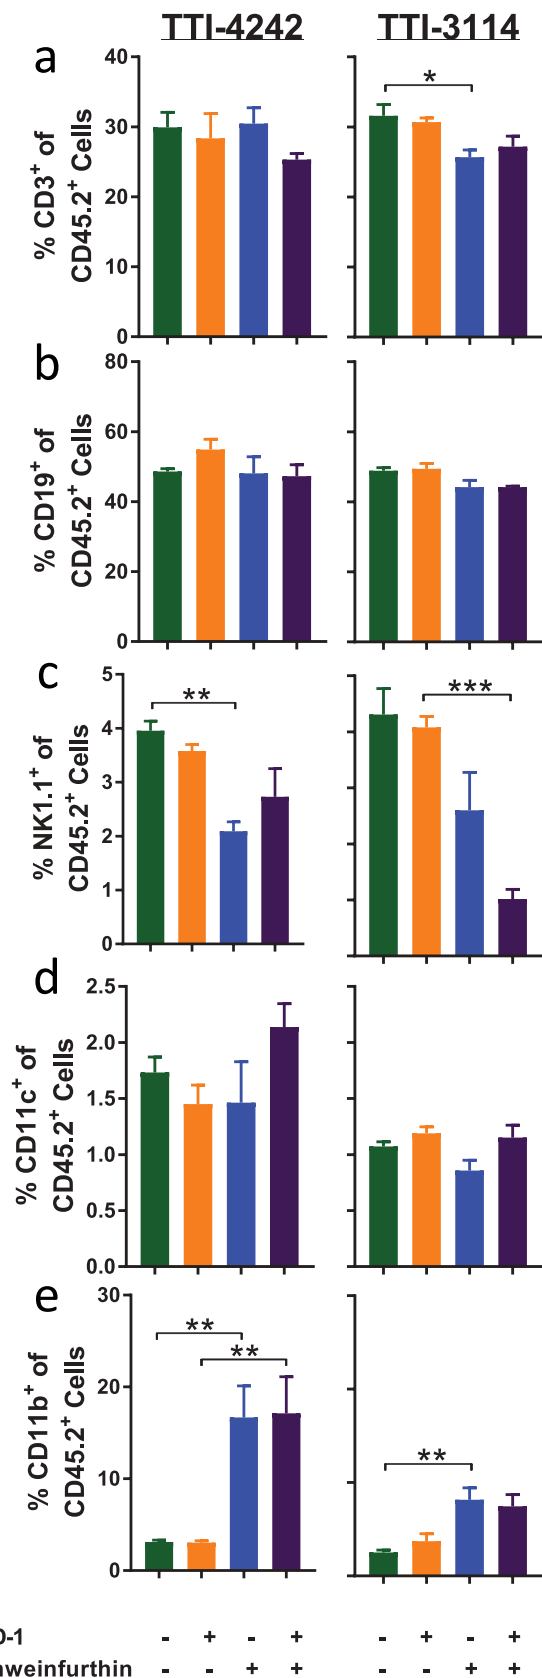 TTI-4242 TTI-3114
a
% CD3+ of
CD45.2+ Cells
40
30
20
10
0
*
b
% CD19+ of
CD45.2+ Cells
80
60
40
20
0
c
% NK1.1+ of
CD45.2+ Cells
5
4
3
2
1
0
** ***
d
% CD11c+ of
CD45.2+ Cells
2.5
2.0
1.5
1.0
0.5
0.0
e
% CD11b+ of
CD45.2+ Cells
30
20
10
0
**
**
**
D-1 - + - + - + - +
nweinfurthin - - + + - - + +